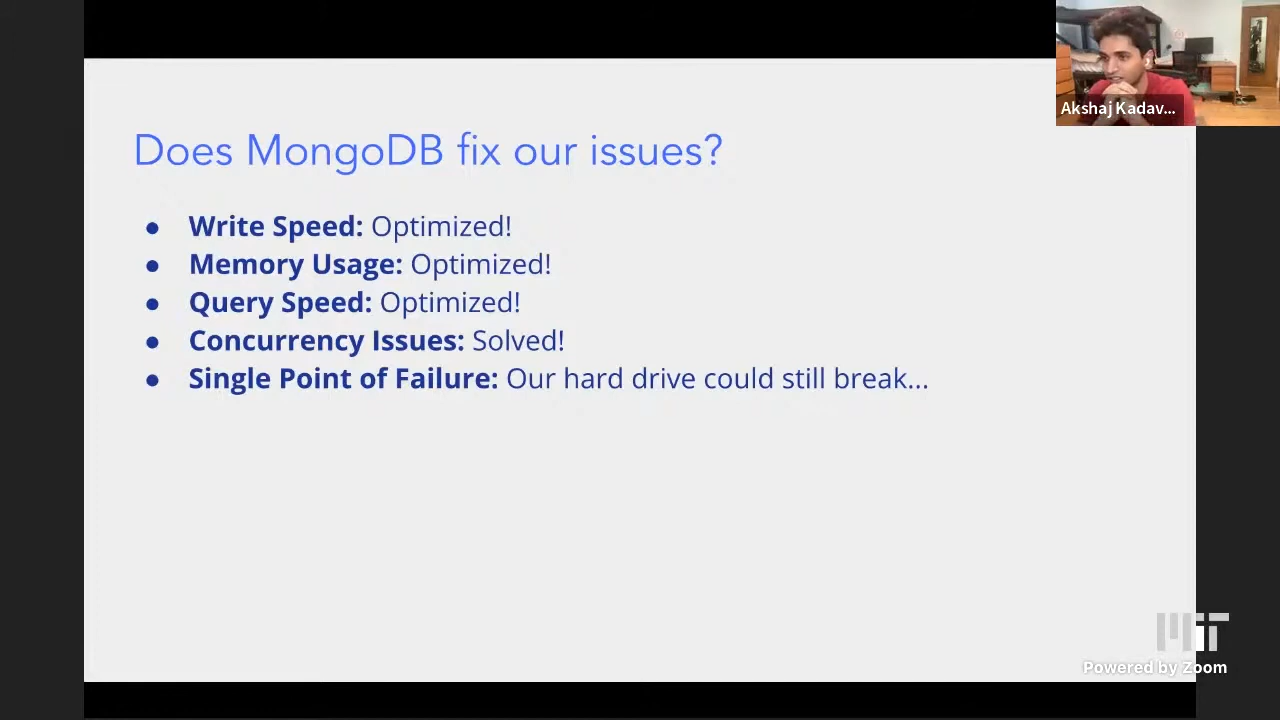 Does MongoDB fix our issues?
● Write Speed: Optimized!
● Memory Usage: Optimized!
● Query Speed: Optimized!
● Concurrency Issues: Solved!
● Single Point of Failure: Our hard drive could still break...
Akshaj Kadav...
MIT
Powered by Zoom